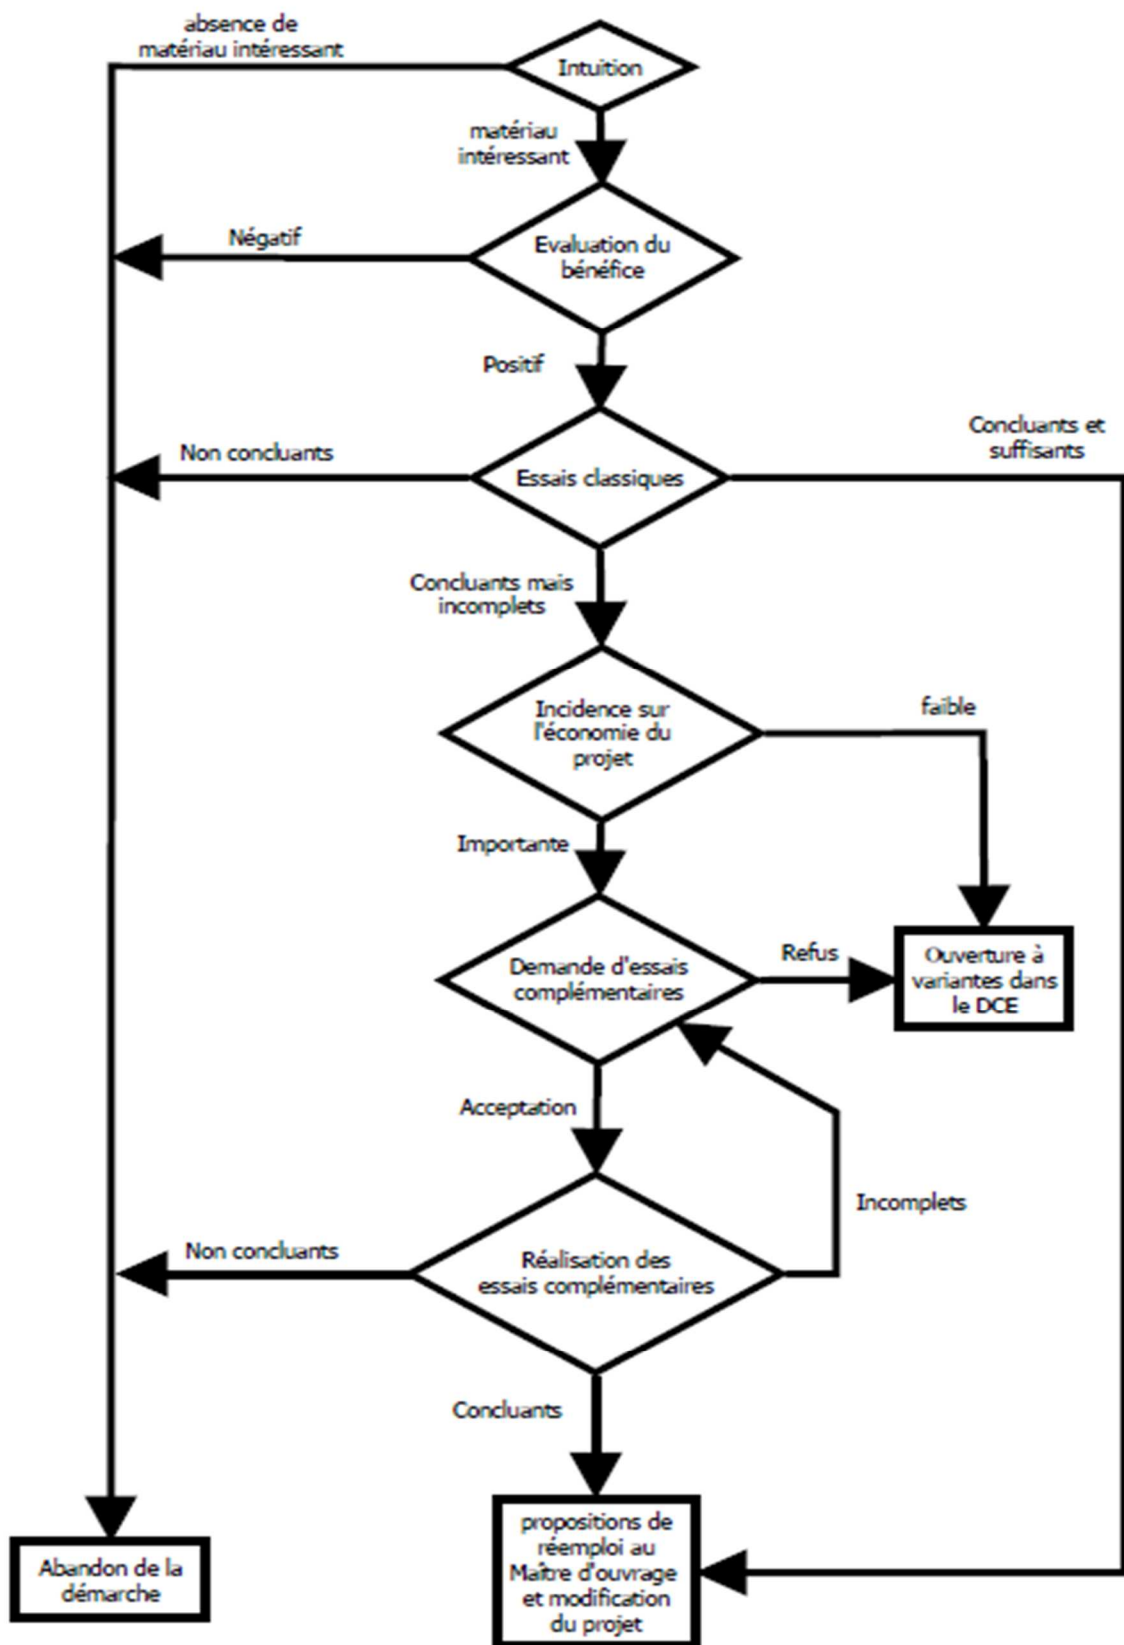 absence de
matériau intéressant
Intuition
matériau
intéressant
Négatif
Evaluation du
bénéfice
Positif
Non concluants
Essais classiques
Concluants et
suffisants
Concluants mais
incomplets
Incidence sur
l'économie du
projet
faible
Importante
Demande d'essais
complémentaires
Refus
Ouverture à
variantes dans
le DCE
Acceptation
Incomplets
Non concluants
Réalisation des
essais complémentaires
Concluants
Abandon de la
démarche
propositions de
réemploi au
Maître d'ouvrage
et modification
du projet